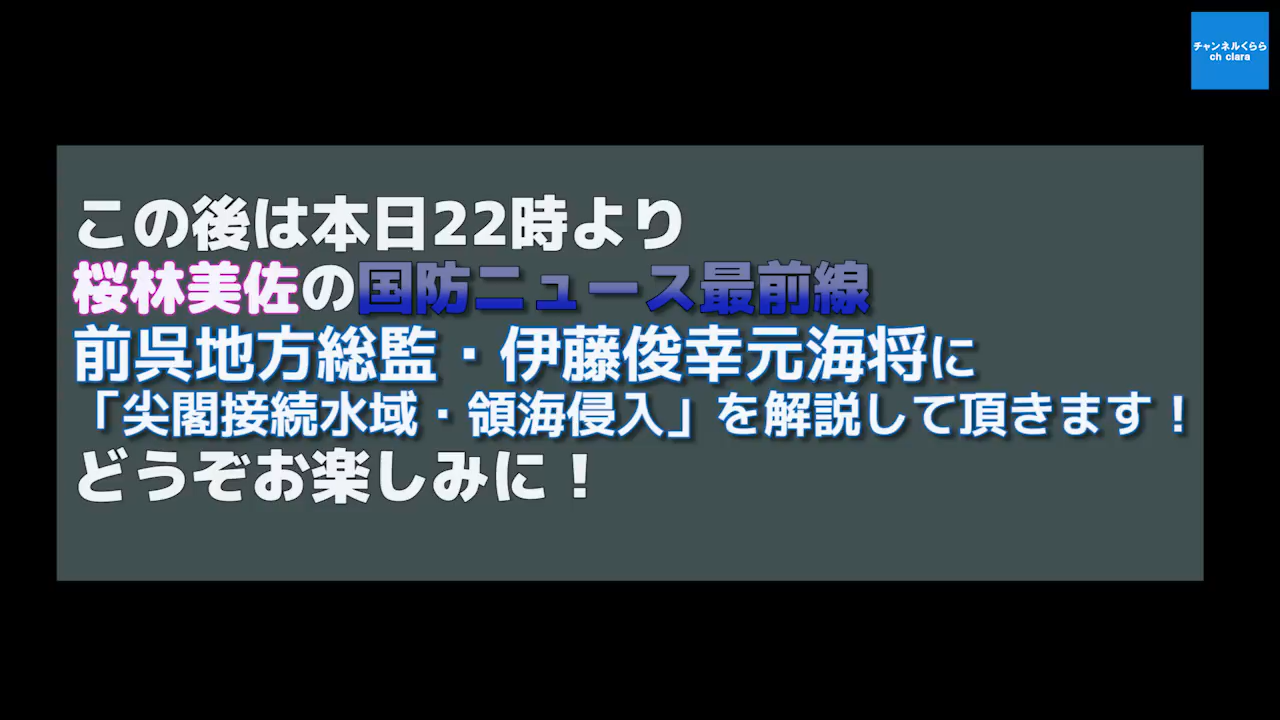 チャンネルくらら
ch clara
この後は本日22時より
桜林美佐の国防ニュース最前線
前呉地方総監・伊藤俊幸元海将に
「尖閣接続水域・領海侵入」を解説して頂きます！
どうぞお楽しみに！